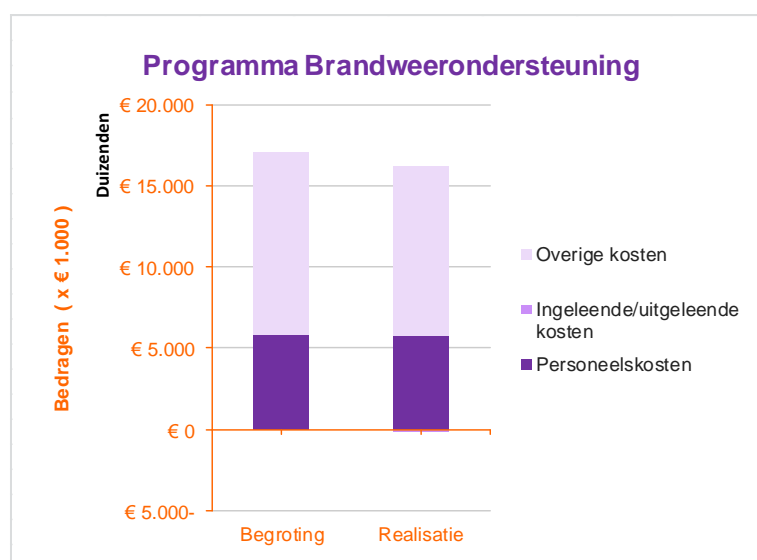 Programma Brandweerondersteuning
Bedragen ( x € 1.000 )
Duizenden
€ 20.000
€ 15.000
€ 10.000
€ 5.000
€ 0
€ 5.000-
Begroting
Realisatie
Overige kosten
Ingeleende/uitgeleende
kosten
Personeelskosten